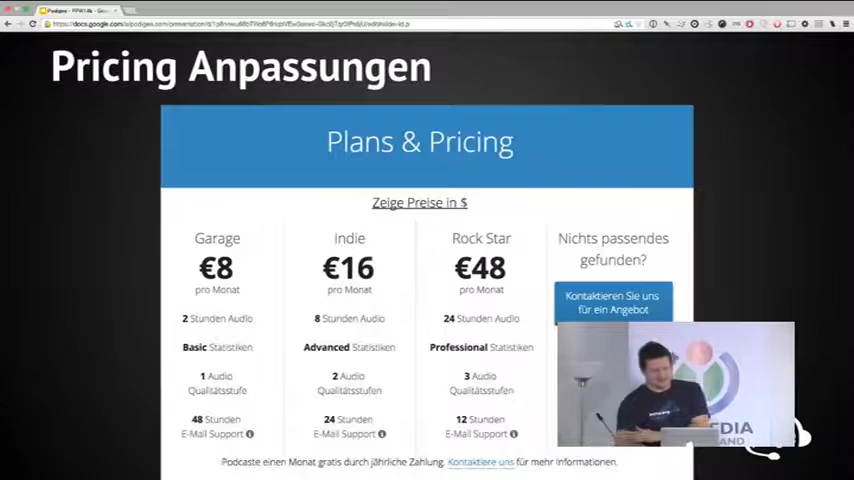 Pricing Anpassungen
Plans & Pricing
Zeige Preise in $
Garage
€8
pro Monat
2 Stunden Audio
Basic Statistiken
1 Audio
Qualitätsstufe
48 Stunden
E-Mail Support
Indie
€16
pro Monat
8 Stunden Audio
Advanced Statistiken
2 Audio
Qualitätsstufen
24 Stunden
E-Mail Support
Rock Star
€48
pro Monat
24 Stunden Audio
Professional Statistiken
3 Audio
Qualitätsstufen
12 Stunden
E-Mail Support
Nichts passendes
gefunden?
Kontaktieren Sie uns
für ein Angebot
Podcaste einen Monat gratis durch jährliche Zahlung. Kontaktiere uns für mehr Informationen.
EDIA
AND